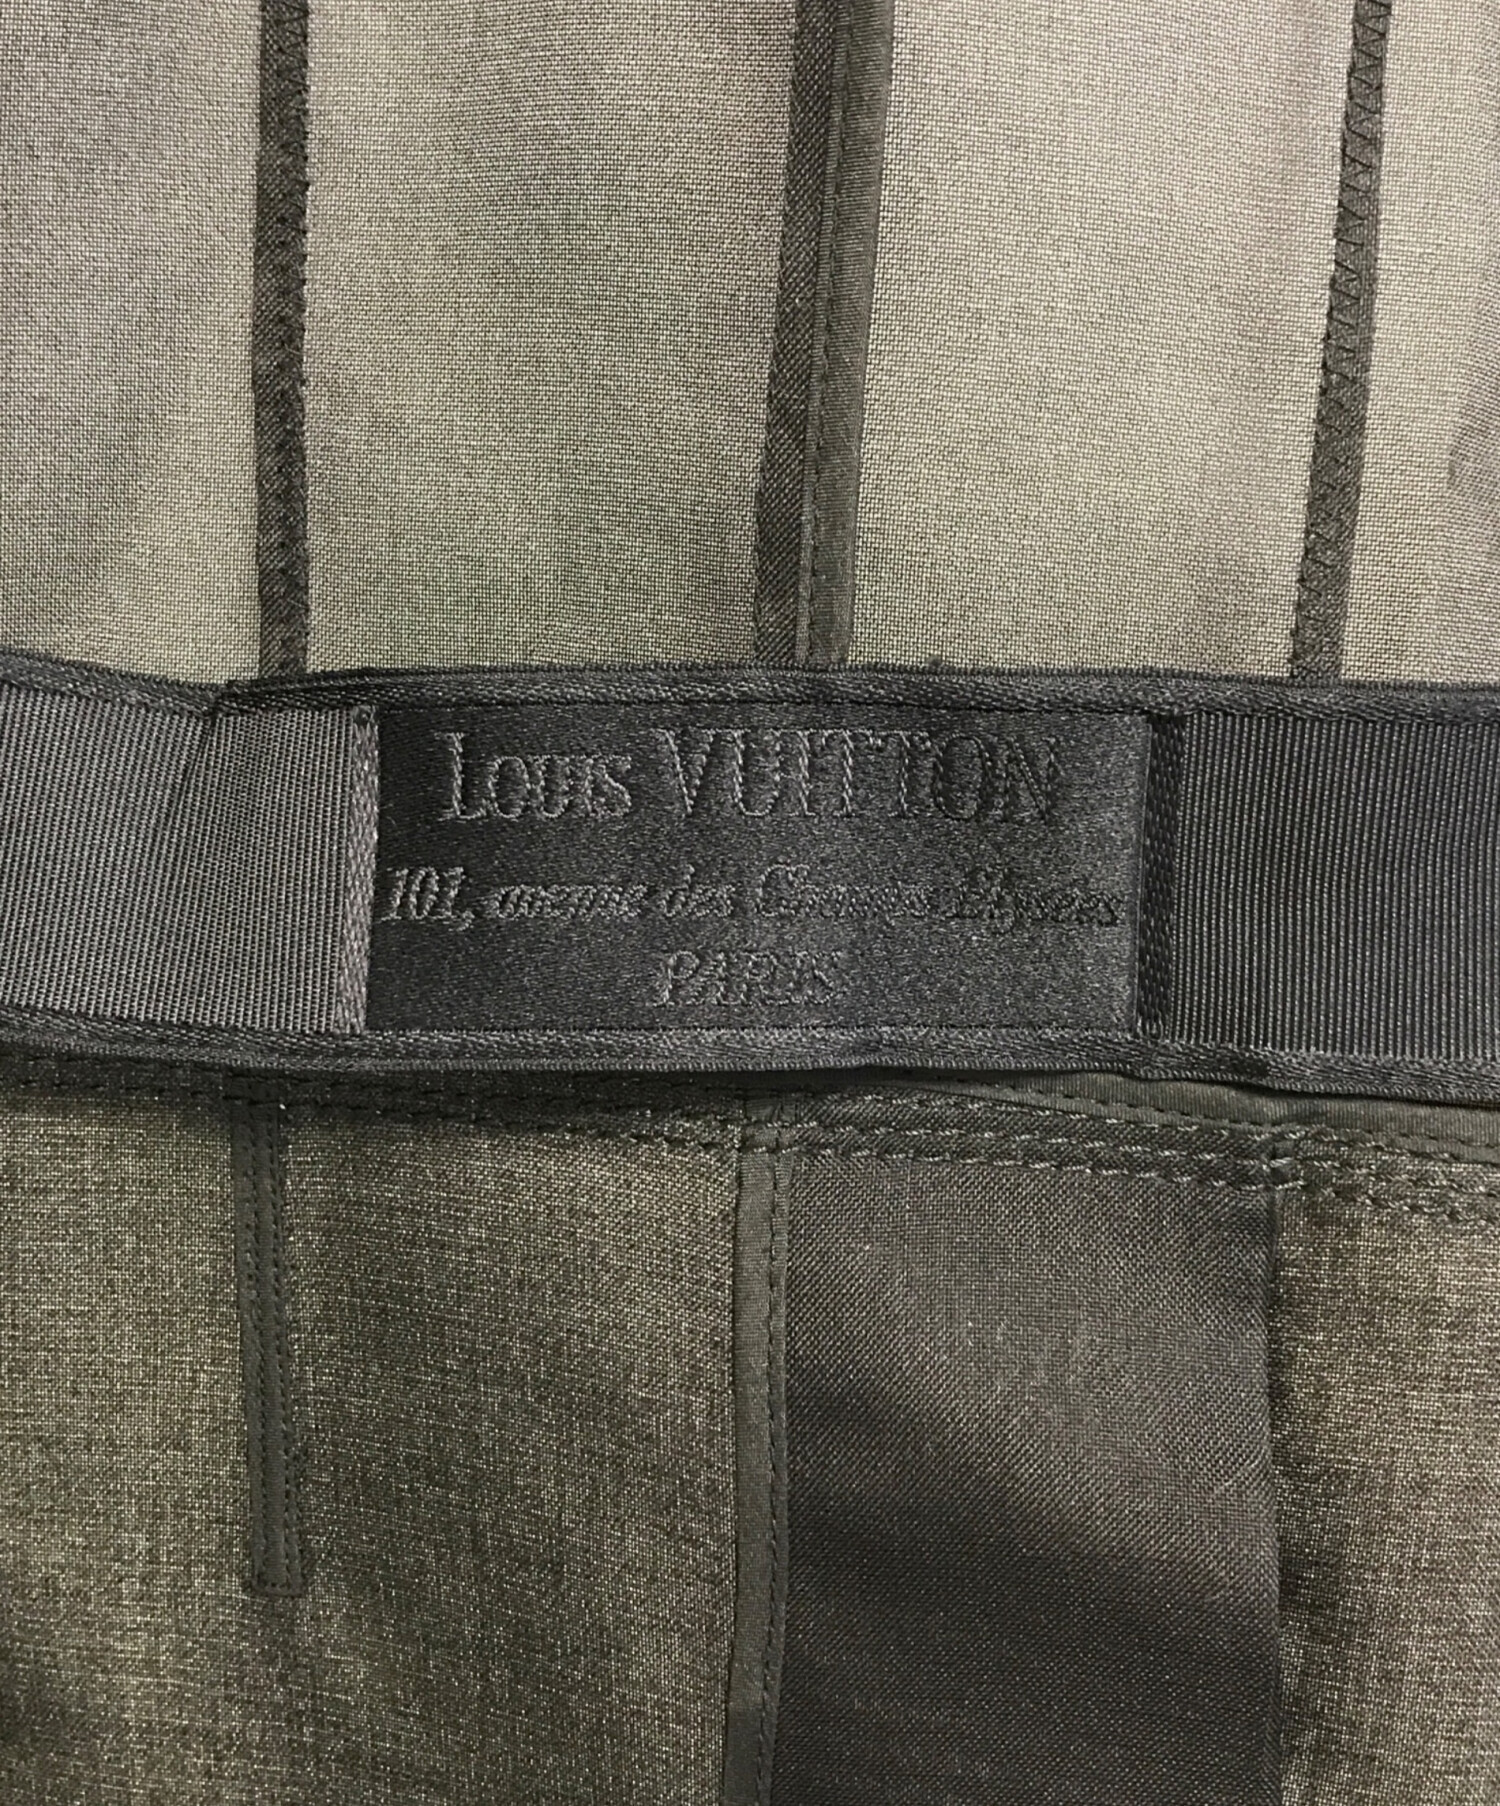 LOUIS VUITTON
101, avenue des Champs Elysées
PARIS